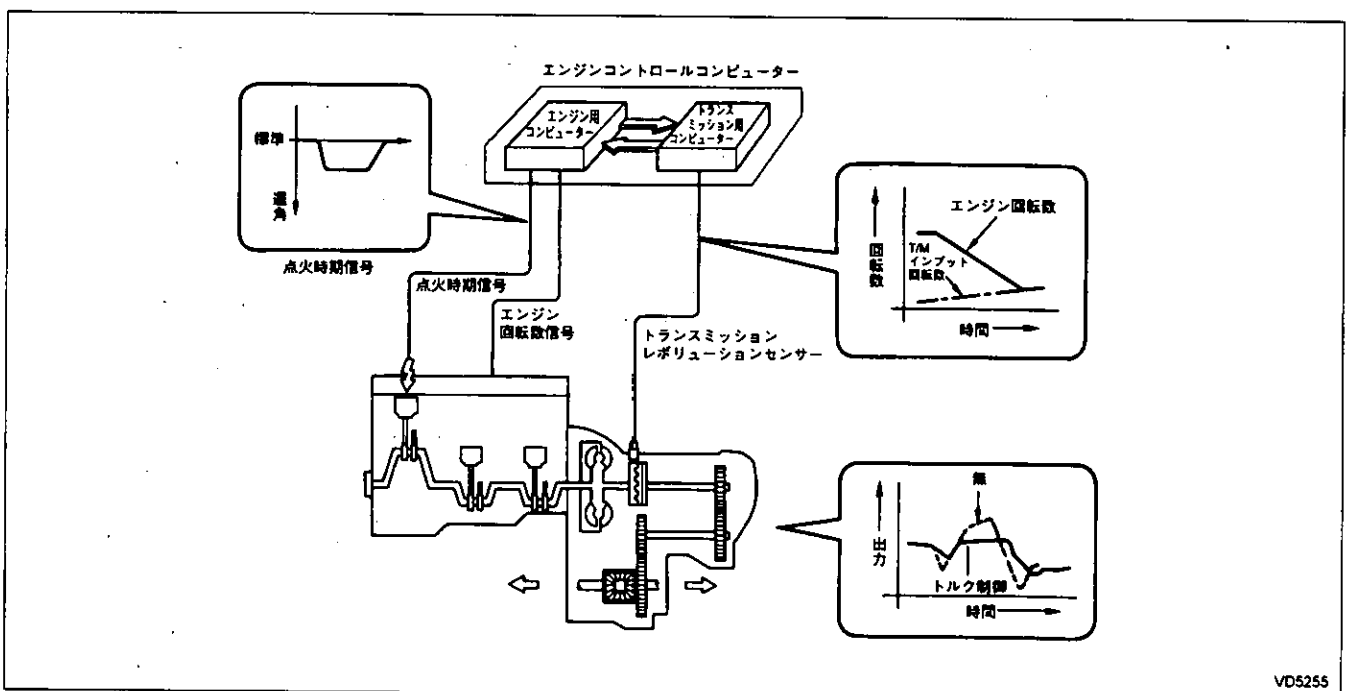 エンジンコントロールコンピューター
エンジン用
コンピューター
トランス
ミッション用
コンピューター
標準
遅角
点火時期信号
点火時期信号
エンジン
回転数信号
トランスミッション
レボリューションセンサー
回転数
エンジン回転数
T/M
インプット
回転数
時間
出力
無
トルク制御
時間
VD5255